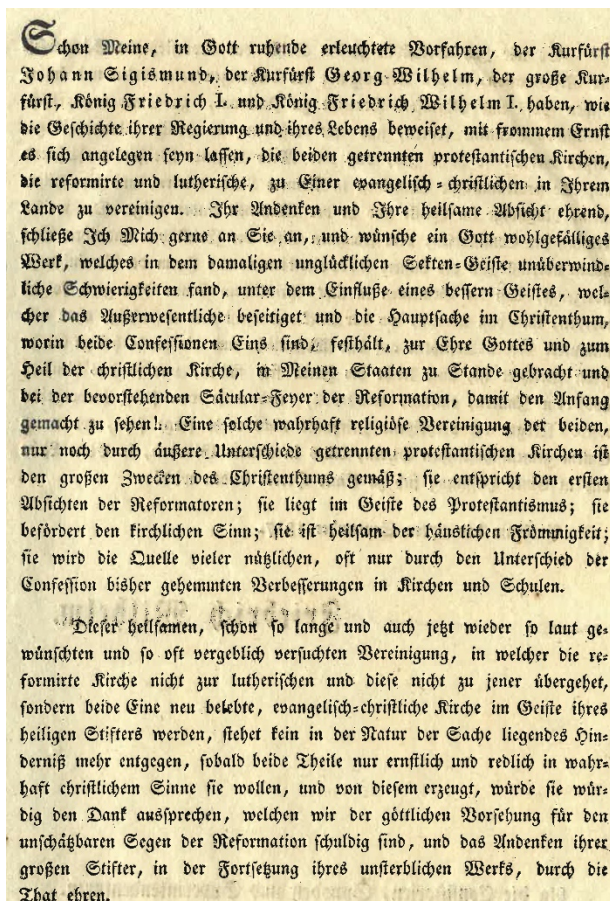 Schon Meine, in Gott ruhende erleuchtete Vorfahren, der Kurfürst
Johann Sigismund, der Kurfürst Georg Wilhelm, der große Kur-
fürst, König Friedrich I. und König Friedrich Wilhelm I. haben, wie
die Geschichte ihrer Regierung und ihres Lebens beweiset, mit frommem Ernst
es sich angelegen seyn lassen, die beiden getrennten protestantischen Kirchen,
die reformirte und lutherische, zu Einer evangelisch-christlichen in Ihrem
Lande zu vereinigen. Ihr Andenken und Ihre heilsame Absicht ehrend,
schließe Ich Mich gerne an Sie an, und wünsche ein Gott wohlgefälliges
Werk, welches in dem damaligen unglücklichen Sekten-Geiste unüberwind-
liche Schwierigkeiten fand, unter dem Einfluße eines bessern Geistes, wel-
cher das Außerwesentliche beseitiget und die Hauptsache im Christenthum,
worin beide Confessionen Eins sind, festhält, zur Ehre Gottes und zum
Heil der christlichen Kirche, in Meinen Staaten zu Stande gebracht und
bei der bevorstehenden Säcular-Feyer der Reformation, damit den Anfang
gemacht zu sehen! Eine solche wahrhaft religiöse Vereinigung der beiden,
nur noch durch äußere Unterschiede getrennten protestantischen Kirchen ist
den großen Zwecken des Christenthums gemäß; sie entspricht den ersten
Absichten der Reformatoren; sie liegt im Geiste des Protestantismus; sie
befördert den kirchlichen Sinn; sie ist heilsam der häuslichen Frömmigkeit;
sie wird die Quelle vieler nützlichen, oft nur durch den Unterschied der
Confession bisher gehemmten Verbesserungen in Kirchen und Schulen.
Dieser heilsamen, schon so lange und auch jetzt wieder so laut ge-
wünschten und so oft vergeblich versuchten Vereinigung, in welcher die re-
formirte Kirche nicht zur lutherischen und diese nicht zu jener übergehet,
sondern beide Eine neu belebte, evangelisch-christliche Kirche im Geiste ihres
heiligen Stifters werden, stehet kein in der Natur der Sache liegendes Hin-
derniß mehr entgegen, sobald beide Theile nur ernstlich und redlich in wahr-
haft christlichem Sinne sie wollen, und von diesem erzeugt, würde sie wür-
dig den Dank aussprechen, welchen wir der göttlichen Vorsehung für den
unschätzbaren Segen der Reformation schuldig sind, und das Andenken ihrer
großen Stifter, in der Fortsetzung ihres unsterblichen Werks, durch die
That ehren.